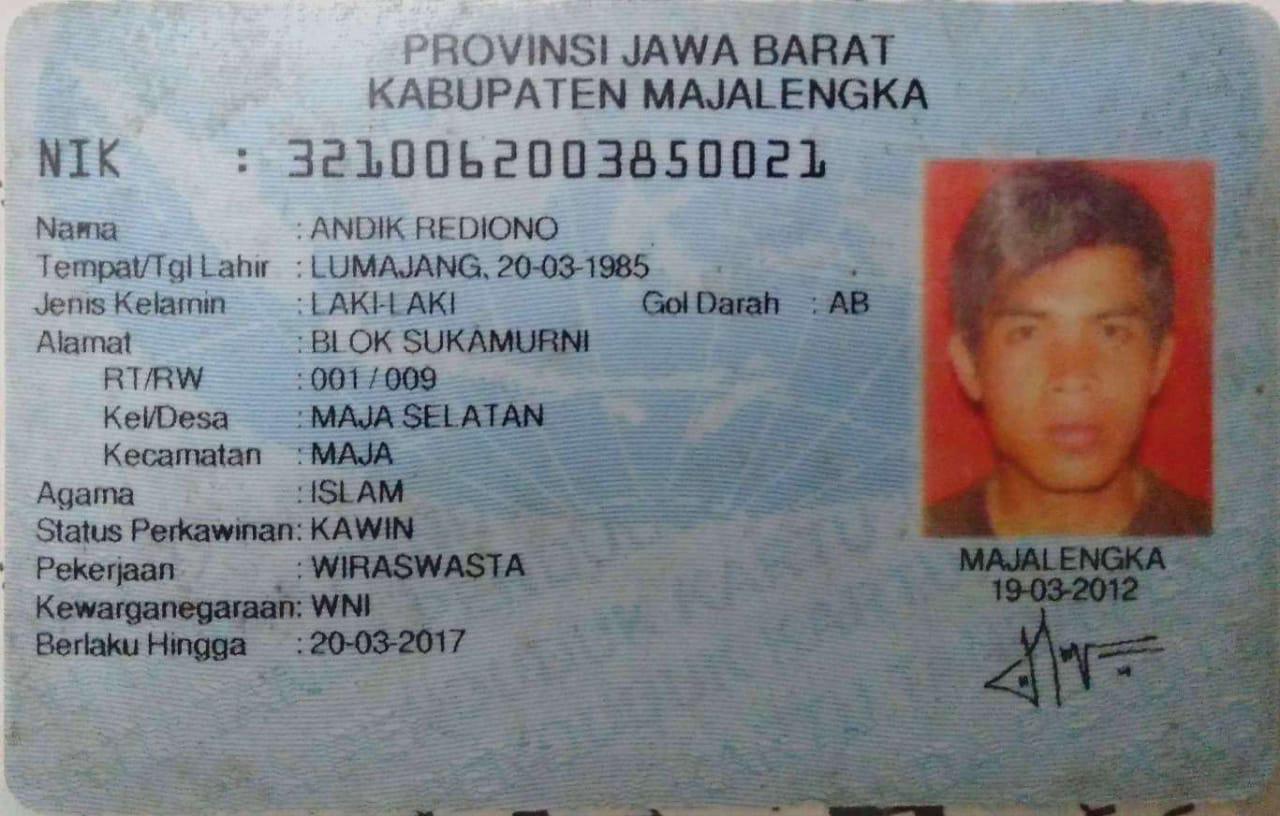 PROVINSI JAWA BARAT
KABUPATEN MAJALENGKA
NIK : 3210062003850021
Nama : ANDIK REDIONO
Tempat/Tgl Lahir : LUMAJANG, 20-03-1985
Jenis Kelamin : LAKI-LAKI Gol Darah : AB
Alamat : BLOK SUKAMURNI
RT/RW : 001 / 009
Kel/Desa : MAJA SELATAN
Kecamatan : MAJA
Agama : ISLAM
Status Perkawinan: KAWIN
Pekerjaan : WIRASWASTA
Kewarganegaraan: WNI
Berlaku Hingga : 20-03-2017
MAJALENGKA
19-03-2012